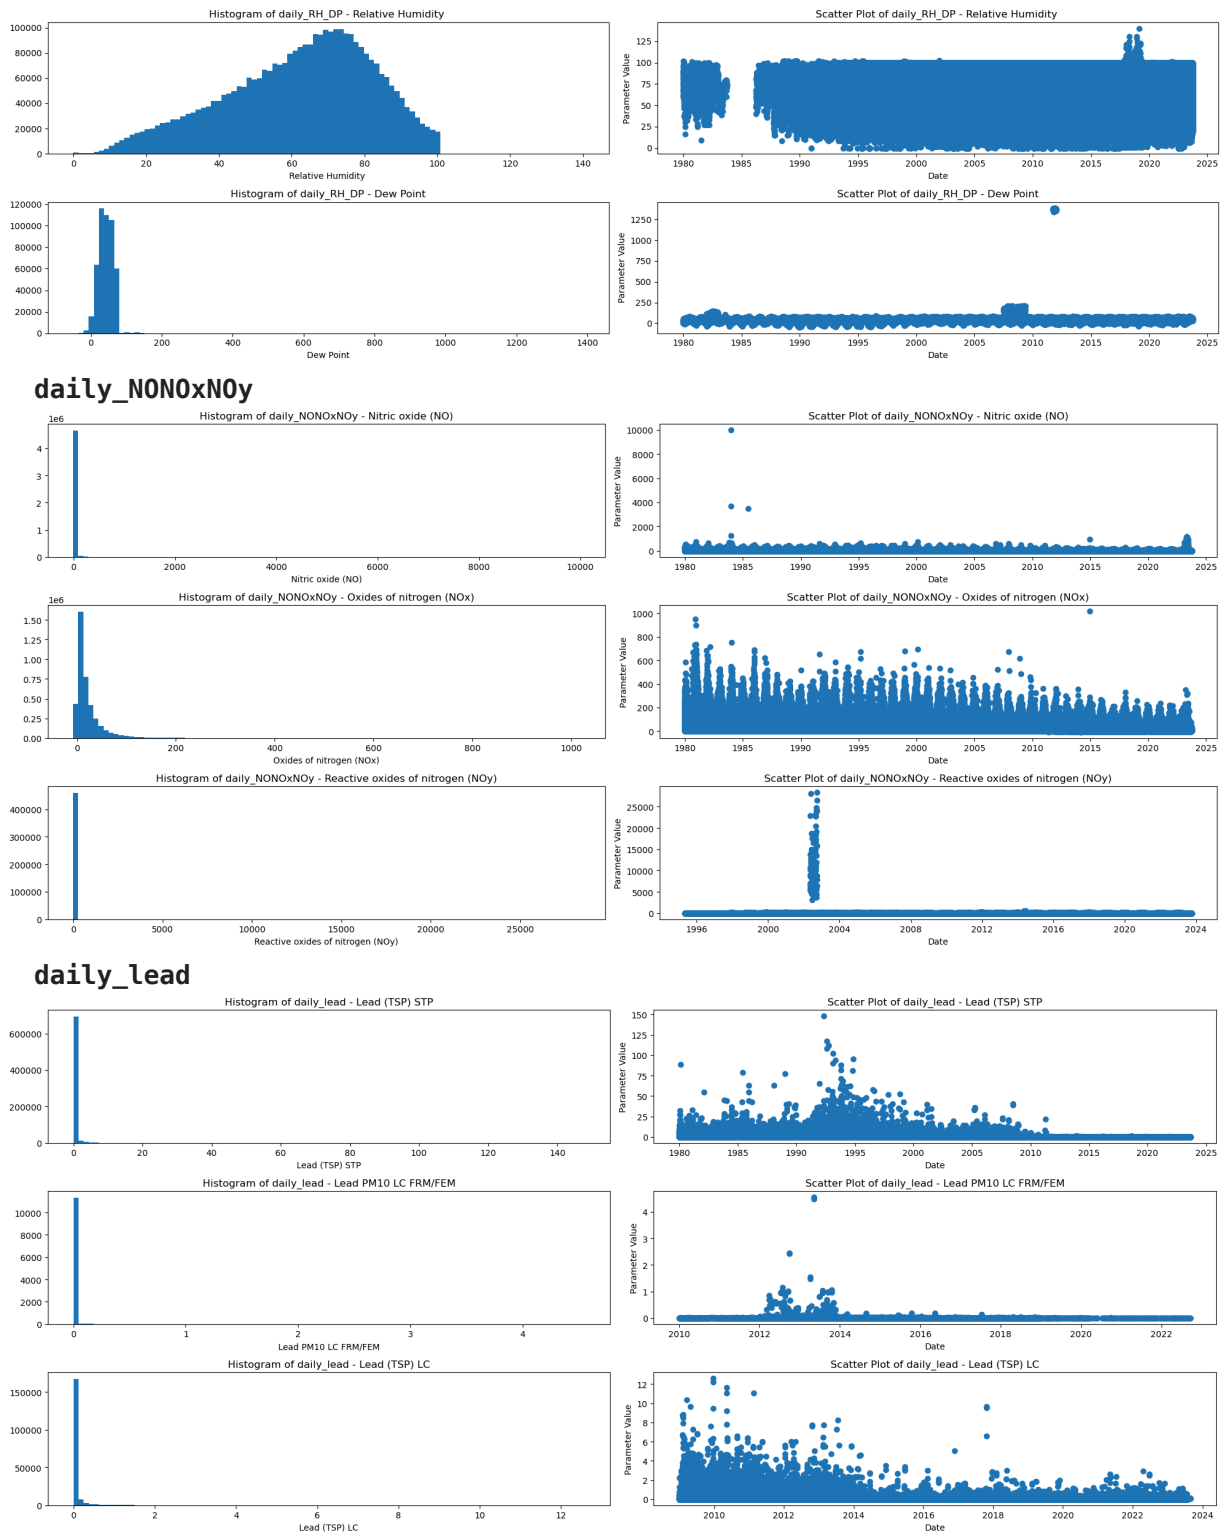 Histogram of daily_RH_DP - Relative Humidity
100000
80000
60000
40000
20000
0
0 20 40 60 80 100 120 140
Relative Humidity
Scatter Plot of daily_RH_DP - Relative Humidity
Parameter Value
125
100
75
50
25
0
1980 1985 1990 1995 2000 2005 2010 2015 2020 2025
Date
Histogram of daily_RH_DP - Dew Point
120000
100000
80000
60000
40000
20000
0
0 200 400 600 800 1000 1200 1400
Dew Point
Scatter Plot of daily_RH_DP - Dew Point
Parameter Value
1250
1000
750
500
250
0
1980 1985 1990 1995 2000 2005 2010 2015 2020 2025
Date
daily_NONOxNOy
Histogram of daily_NONOxNOy - Nitric oxide (NO)
1e6
4
3
2
1
0
0 2000 4000 6000 8000 10000
Nitric oxide (NO)
Scatter Plot of daily_NONOxNOy - Nitric oxide (NO)
Parameter Value
10000
8000
6000
4000
2000
0
1980 1985 1990 1995 2000 2005 2010 2015 2020 2025
Date
Histogram of daily_NONOxNOy - Oxides of nitrogen (NOx)
1e6
1.50
1.25
1.00
0.75
0.50
0.25
0.00
0 200 400 600 800 1000
Oxides of nitrogen (NOx)
Scatter Plot of daily_NONOxNOy - Oxides of nitrogen (NOx)
Parameter Value
1000
800
600
400
200
0
1980 1985 1990 1995 2000 2005 2010 2015 2020 2025
Date
Histogram of daily_NONOxNOy - Reactive oxides of nitrogen (NOy)
400000
300000
200000
100000
0
0 5000 10000 15000 20000 25000
Reactive oxides of nitrogen (NOy)
Scatter Plot of daily_NONOxNOy - Reactive oxides of nitrogen (NOy)
Parameter Value
25000
20000
15000
10000
5000
0
1996 2000 2004 2008 2012 2016 2020 2024
Date
daily_lead
Histogram of daily_lead - Lead (TSP) STP
600000
400000
200000
0
0 20 40 60 80 100 120 140
Lead (TSP) STP
Scatter Plot of daily_lead - Lead (TSP) STP
Parameter Value
150
125
100
75
50
25
0
1980 1985 1990 1995 2000 2005 2010 2015 2020 2025
Date
Histogram of daily_lead - Lead PM10 LC FRM/FEM
10000
8000
6000
4000
2000
0
0 1 2 3 4
Lead PM10 LC FRM/FEM
Scatter Plot of daily_lead - Lead PM10 LC FRM/FEM
Parameter Value
4
3
2
1
0
2010 2012 2014 2016 2018 2020 2022
Date
Histogram of daily_lead - Lead (TSP) LC
150000
100000
50000
0
0 2 4 6 8 10 12
Lead (TSP) LC
Scatter Plot of daily_lead - Lead (TSP) LC
Parameter Value
12
10
8
6
4
2
0
2010 2012 2014 2016 2018 2020 2022 2024
Date